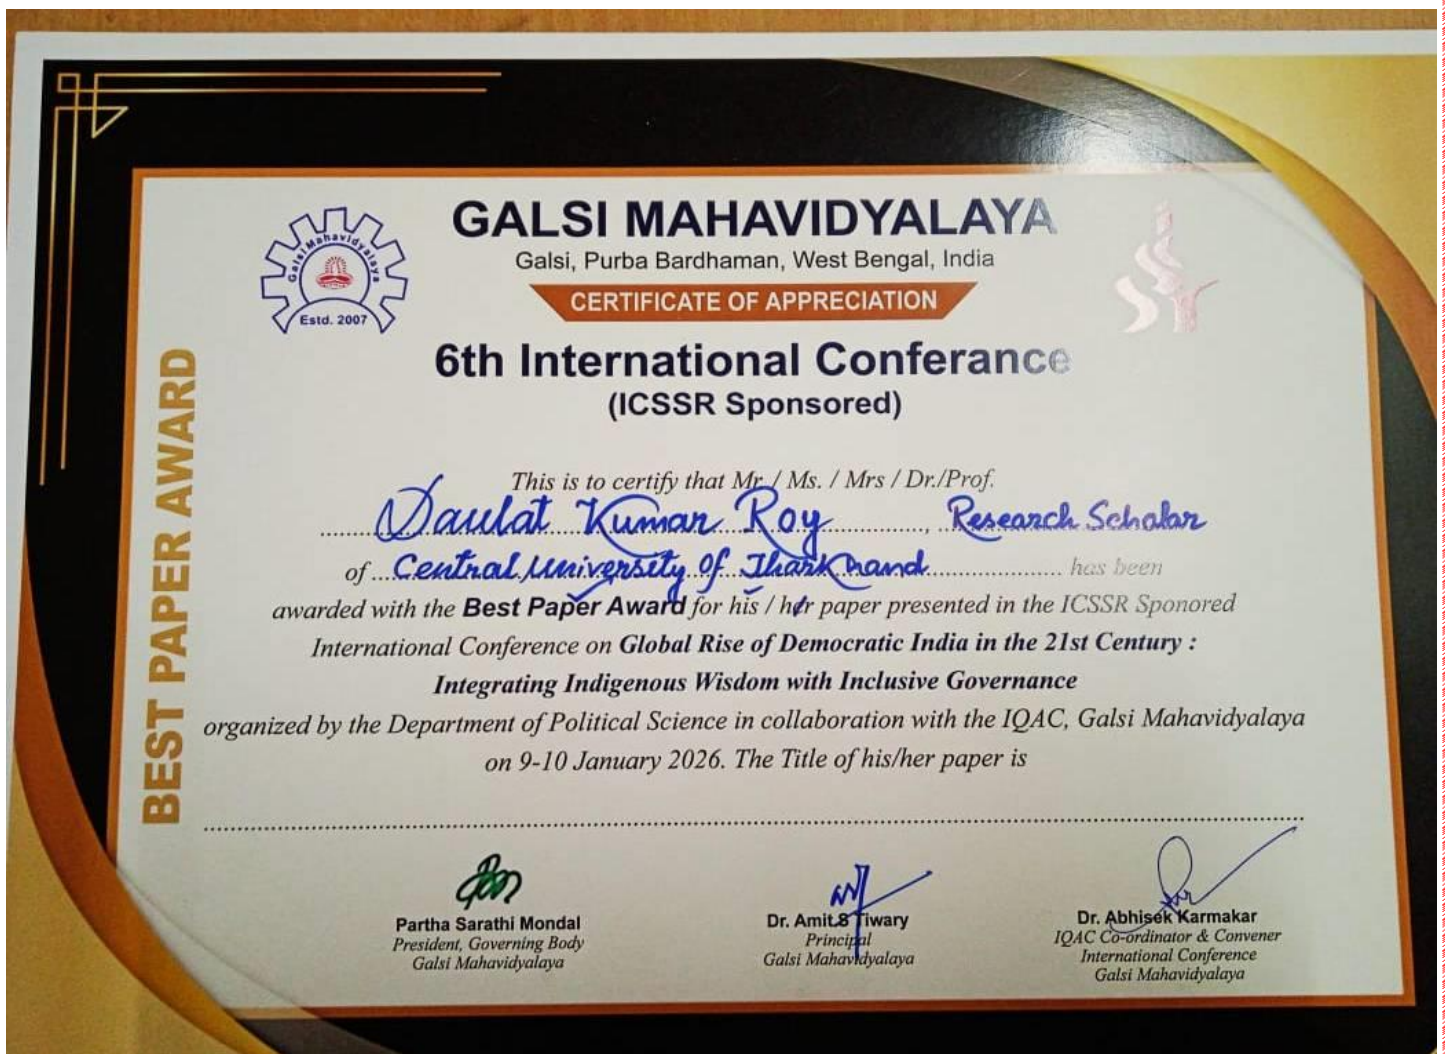 GALSI MAHAVIDYALAYA
Galsi, Purba Bardhaman, West Bengal, India
CERTIFICATE OF APPRECIATION
Galsi Mahavidyalaya
Estd. 2007
6th International Conferance
(ICSSR Sponsored)
BEST PAPER AWARD
This is to certify that Mr./ Ms. / Mrs / Dr./Prof.
Daulat Kumar Roy, Research Scholar
of Central University of Jharkhand has been
awarded with the Best Paper Award for his / her paper presented in the ICSSR Sponored
International Conference on Global Rise of Democratic India in the 21st Century :
Integrating Indigenous Wisdom with Inclusive Governance
organized by the Department of Political Science in collaboration with the IQAC, Galsi Mahavidyalaya
on 9-10 January 2026. The Title of his/her paper is
Partha Sarathi Mondal
President, Governing Body
Galsi Mahavidyalaya
Dr. Amit S Tiwary
Principal
Galsi Mahavidyalaya
Dr. Abhisek Karmakar
IQAC Co-ordinator & Convener
International Conference
Galsi Mahavidyalaya